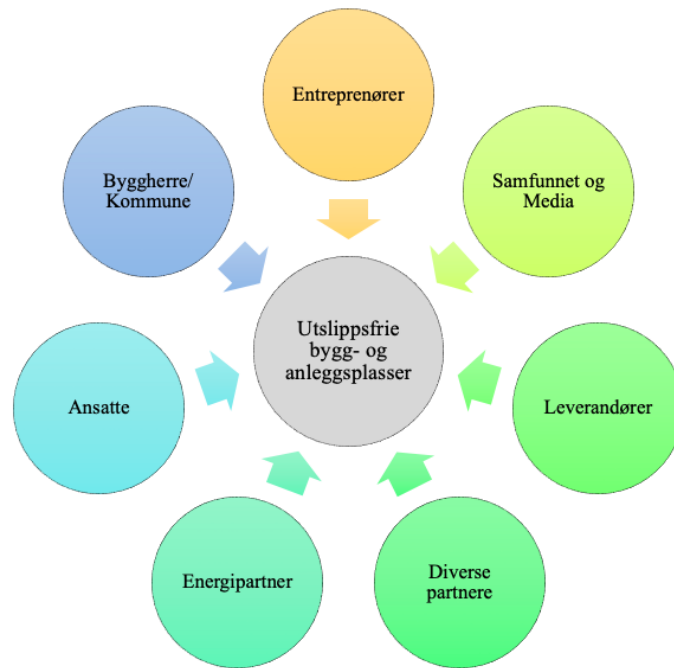 Entreprenører
Samfunnet og
Media
Leverandører
Diverse
partnere
Energipartner
Ansatte
Byggherre/
Kommune
Utslippsfrie
bygg- og
anleggsplasser